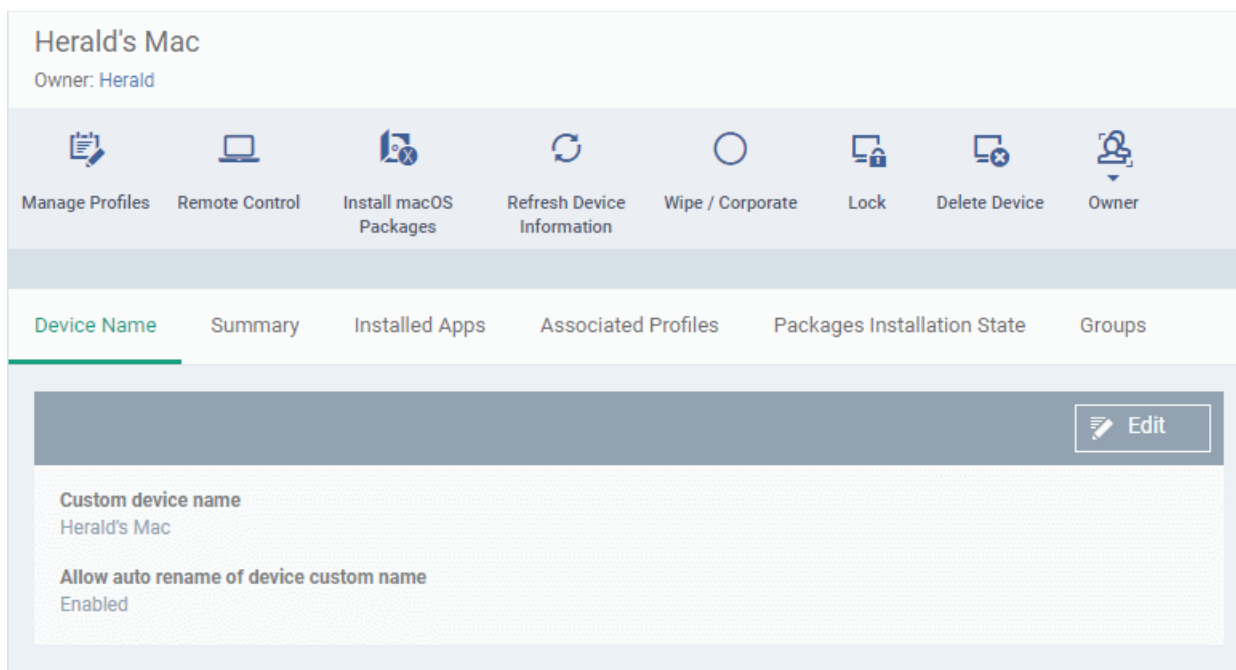 Herald's Mac
Owner: Herald
Manage Profiles Remote Control Install macOS Packages Refresh Device Information Wipe / Corporate Lock Delete Device Owner
Device Name Summary Installed Apps Associated Profiles Packages Installation State Groups
Edit
Custom device name
Herald's Mac
Allow auto rename of device custom name
Enabled